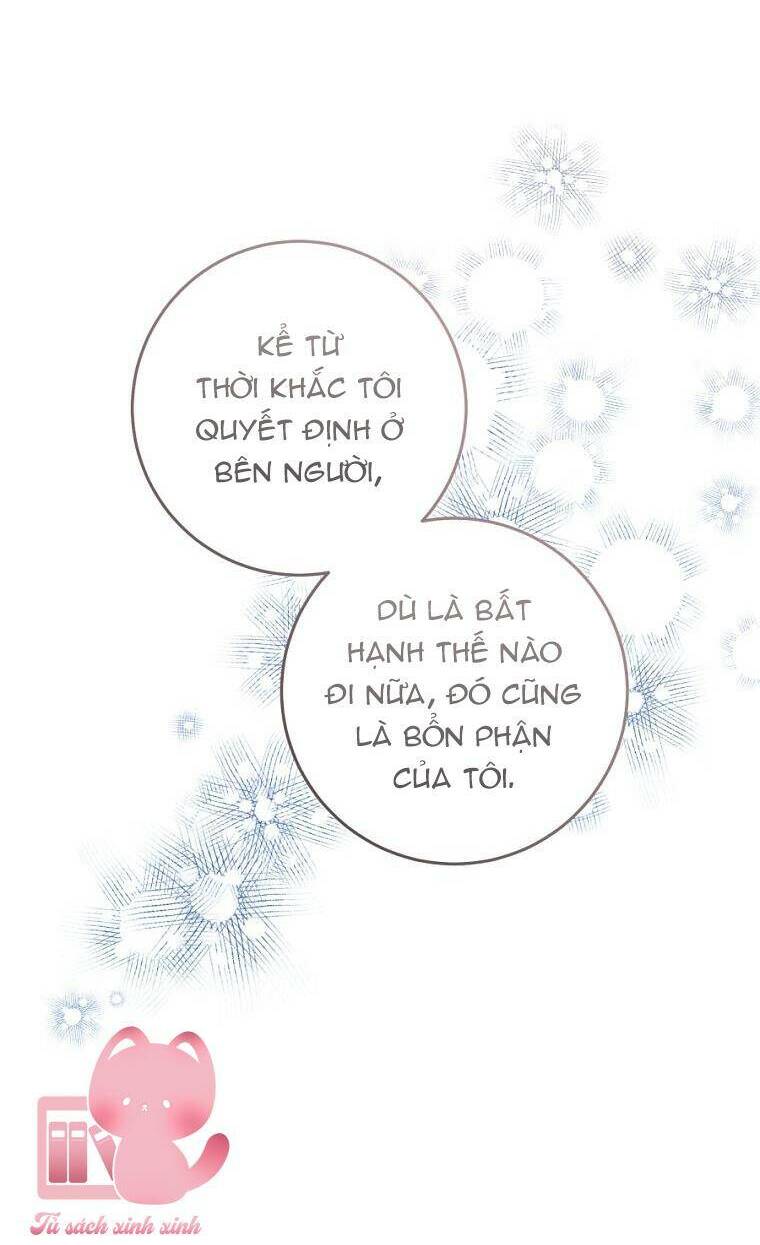 KỂ TỪ
THỜI KHẮC TÔI
QUYẾT ĐỊNH Ở
BÊN NGƯỜI,
DÙ LÀ BẤT
HẠNH THẾ NÀO
ĐI NỮA, ĐÓ CŨNG
LÀ BỔN PHẬN
CỦA TÔI.
Tủ sách xinh xinh